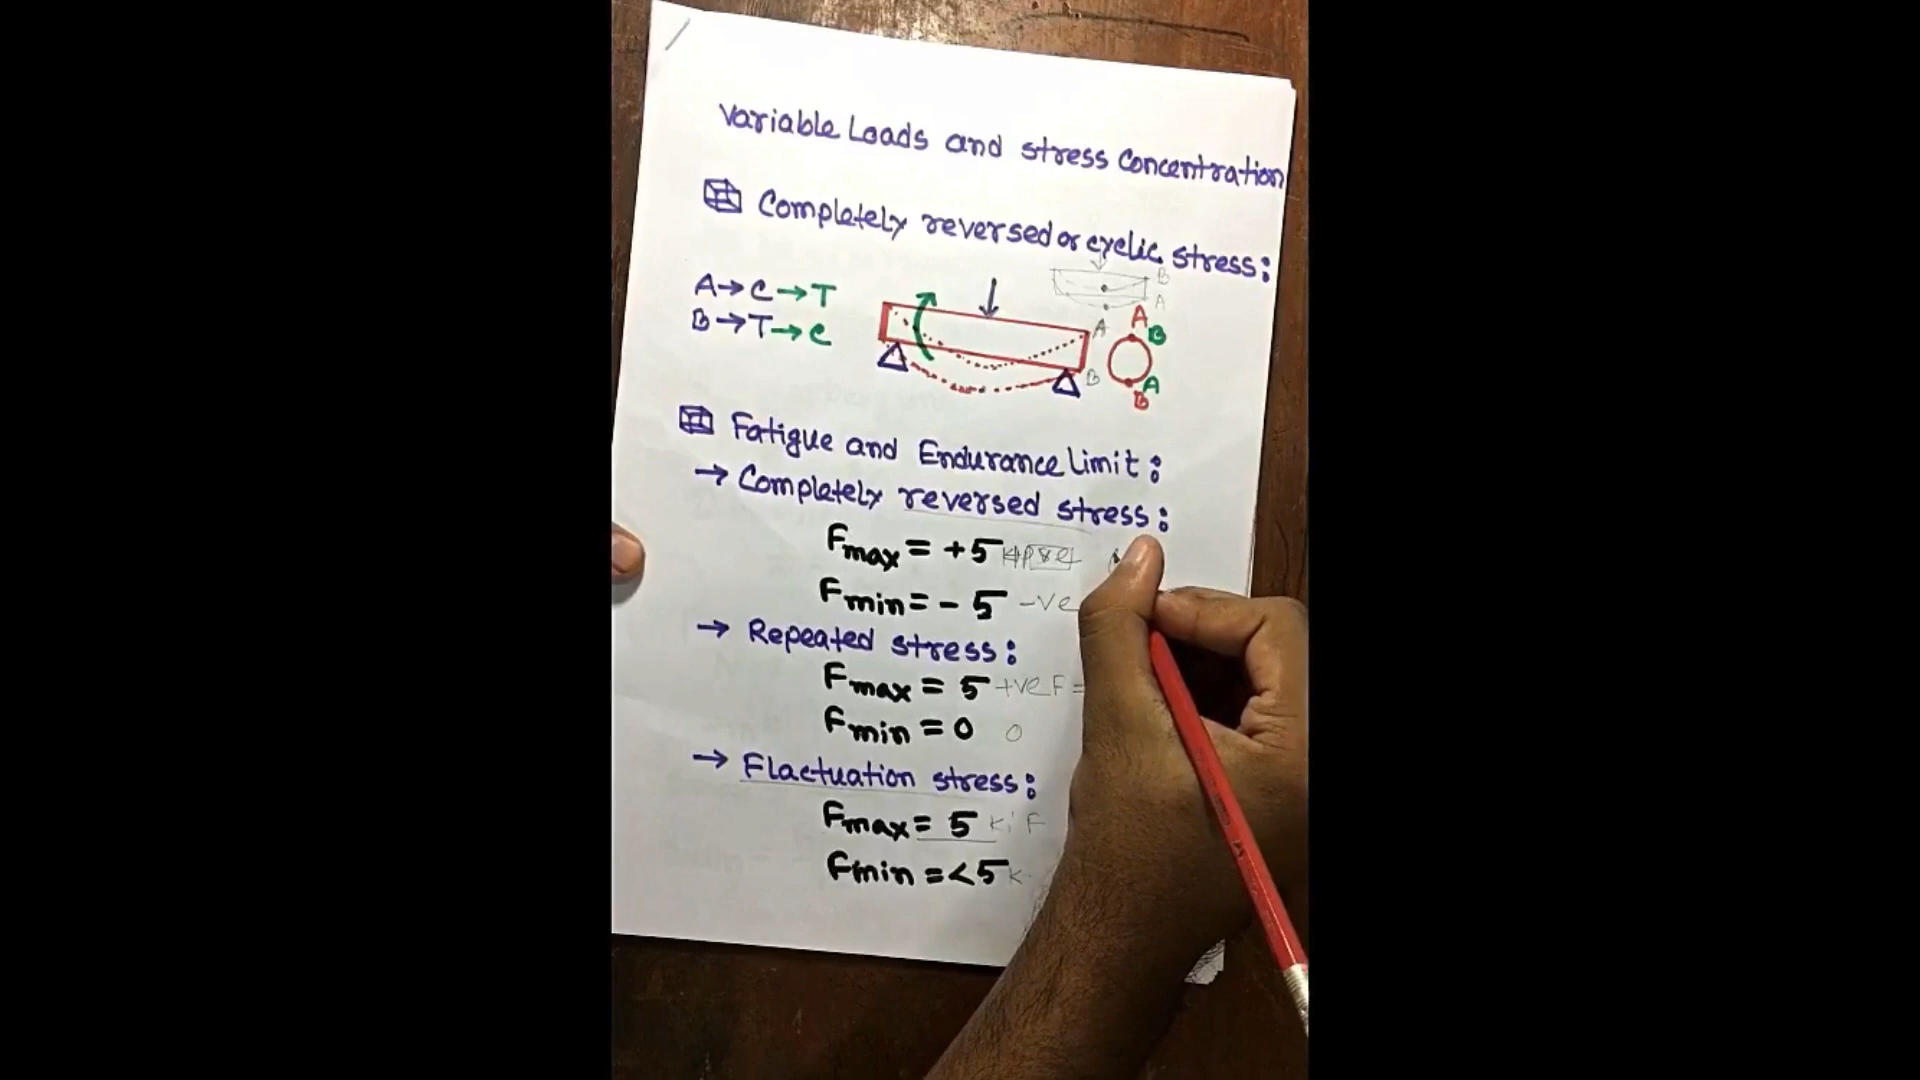 Variable Loads and stress Concentration
Completely reversed or cyclic stress:
A→C→T
B→T→C
B
A
A
A
B
B
A
B
Fatigue and Endurance Limit:
→ Completely reversed stress:
Fmax = +5
Fmin = - 5 -ve
→ Repeated stress:
Fmax = 5 +ve F =
Fmin = 0 0
→ Flactuation stress:
Fmax = 5 F
Fmin = <5 K